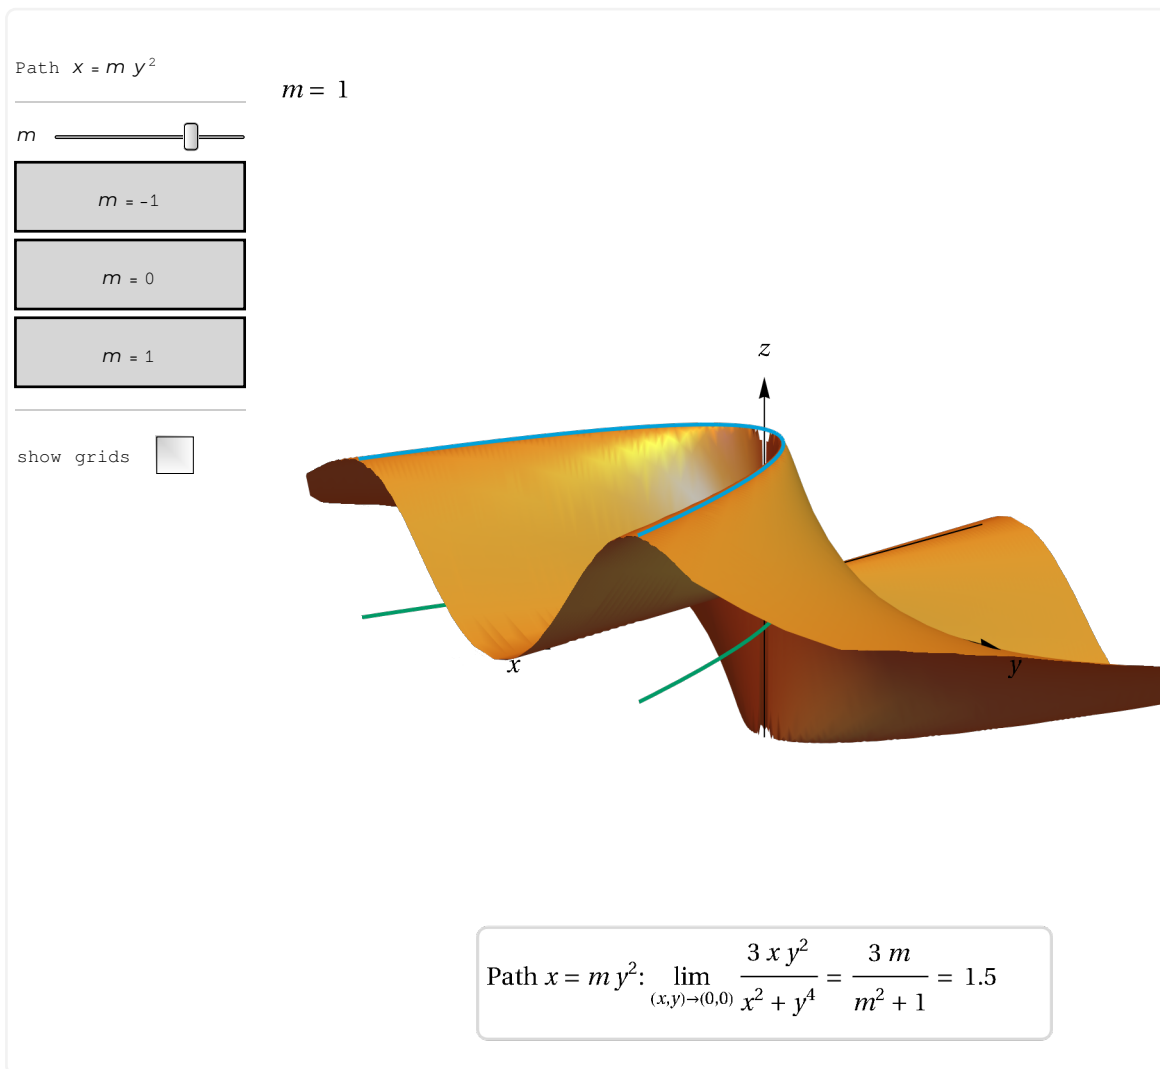 Path x = m y²
m = 1
m
m = -1
m = 0
m = 1
show grids
z
x
y
Path x = m y²: lim (x,y)→(0,0) 3 x y² / x² + y⁴ = 3 m / m² + 1 = 1.5